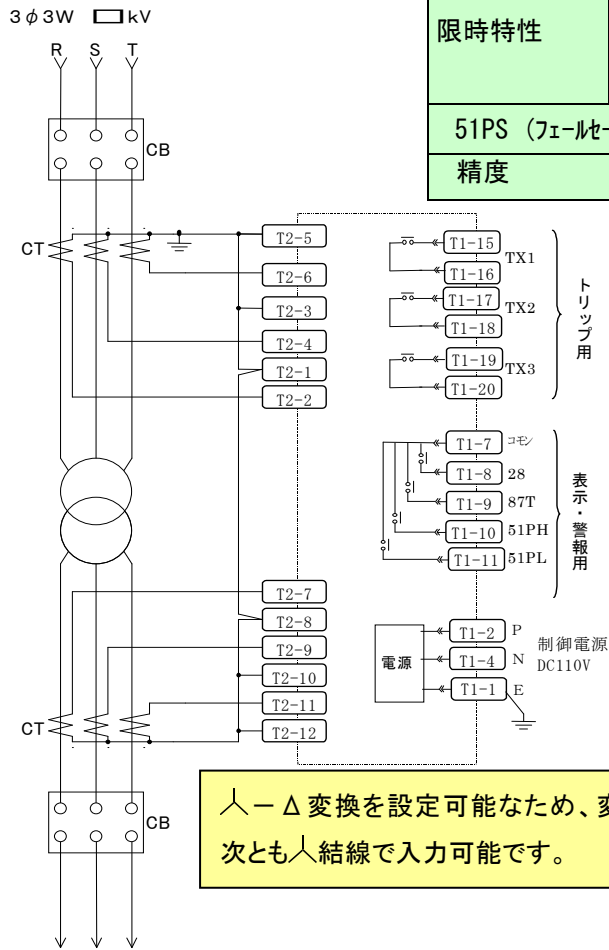 3φ3W □kV
R S T
CB
CT
限時特性
51PS (フェールセー
精度
T2-5
T2-6
T2-3
T2-4
T2-1
T2-2
T1-15
T1-16
TX1
T1-17
T1-18
TX2
T1-19
T1-20
TX3
トリップ用
T1-7 コモン
T1-8 28
T1-9 87T
T1-10 51PH
T1-11 51PL
表示・警報用
T2-7
T2-8
T2-9
T2-10
T2-11
T2-12
電源
T1-2 P
T1-4 N
T1-1 E
制御電源
DC110V
CT
CB
人－Δ変換を設定可能なため、変
次とも人結線で入力可能です。